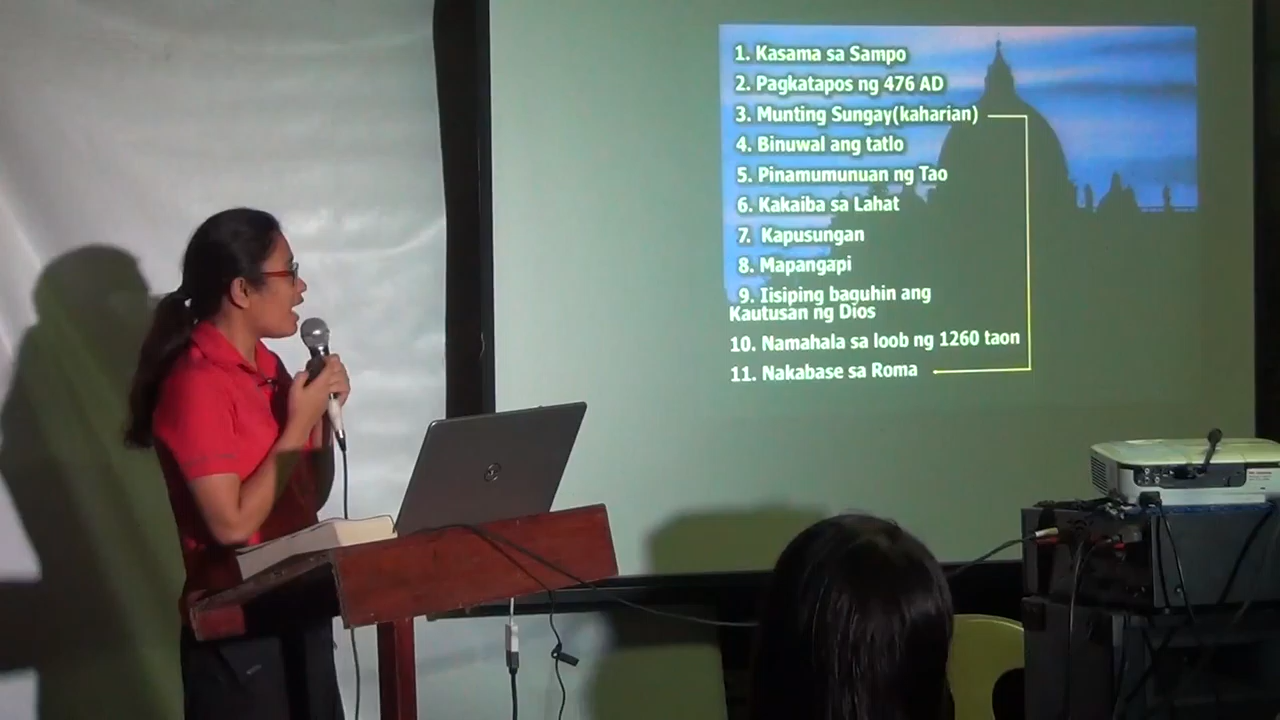 1. Kasama sa Sampo
2. Pagkatapos ng 476 AD
3. Munting Sungay(kaharian)
4. Binuwal ang tatlo
5. Pinamumunuan ng Tao
6. Kakaiba sa Lahat
7. Kapusungan
8. Mapangapi
9. Iisiping baguhin ang
Kautusan ng Dios
10. Namahala sa loob ng 1260 taon
11. Nakabase sa Roma